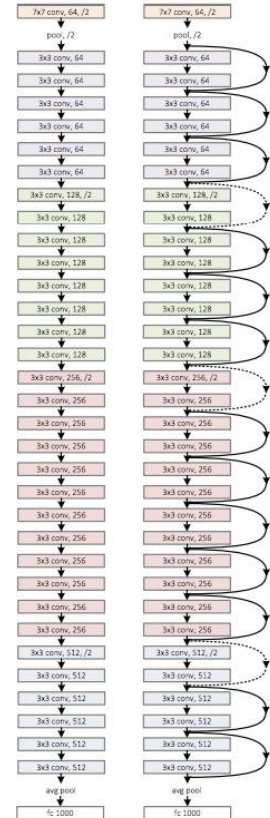 7x7 conv, 64, /2
pool, /2
3x3 conv, 64
3x3 conv, 64
3x3 conv, 64
3x3 conv, 64
3x3 conv, 64
3x3 conv, 64
3x3 conv, 128, /2
3x3 conv, 128
3x3 conv, 128
3x3 conv, 128
3x3 conv, 128
3x3 conv, 128
3x3 conv, 128
3x3 conv, 128
3x3 conv, 256, /2
3x3 conv, 256
3x3 conv, 256
3x3 conv, 256
3x3 conv, 256
3x3 conv, 256
3x3 conv, 256
3x3 conv, 256
3x3 conv, 256
3x3 conv, 256
3x3 conv, 256
3x3 conv, 256
3x3 conv, 512, /2
3x3 conv, 512
3x3 conv, 512
3x3 conv, 512
3x3 conv, 512
3x3 conv, 512
avg pool
fc 1000
7x7 conv, 64, /2
pool, /2
3x3 conv, 64
3x3 conv, 64
3x3 conv, 64
3x3 conv, 64
3x3 conv, 64
3x3 conv, 64
3x3 conv, 128, /2
3x3 conv, 128
3x3 conv, 128
3x3 conv, 128
3x3 conv, 128
3x3 conv, 128
3x3 conv, 128
3x3 conv, 128
3x3 conv, 256, /2
3x3 conv, 256
3x3 conv, 256
3x3 conv, 256
3x3 conv, 256
3x3 conv, 256
3x3 conv, 256
3x3 conv, 256
3x3 conv, 256
3x3 conv, 256
3x3 conv, 256
3x3 conv, 256
3x3 conv, 512, /2
3x3 conv, 512
3x3 conv, 512
3x3 conv, 512
3x3 conv, 512
3x3 conv, 512
avg pool
fc 1000